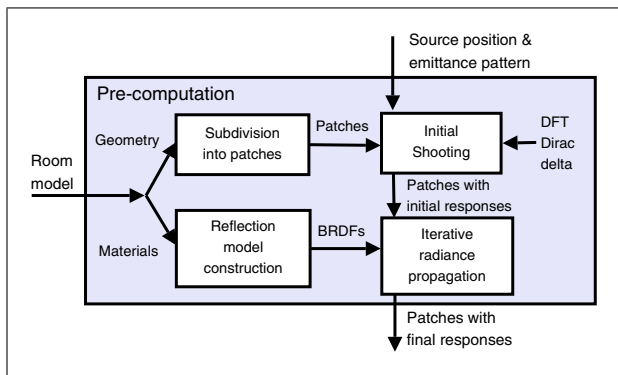 Source position &
emittance pattern
Pre-computation
Geometry
Subdivision
into patches
Patches
Initial
Shooting
DFT
Dirac
delta
Room
model
Patches with
initial responses
Materials
Reflection
model
construction
BRDFs
Iterative
radiance
propagation
Patches with
final responses